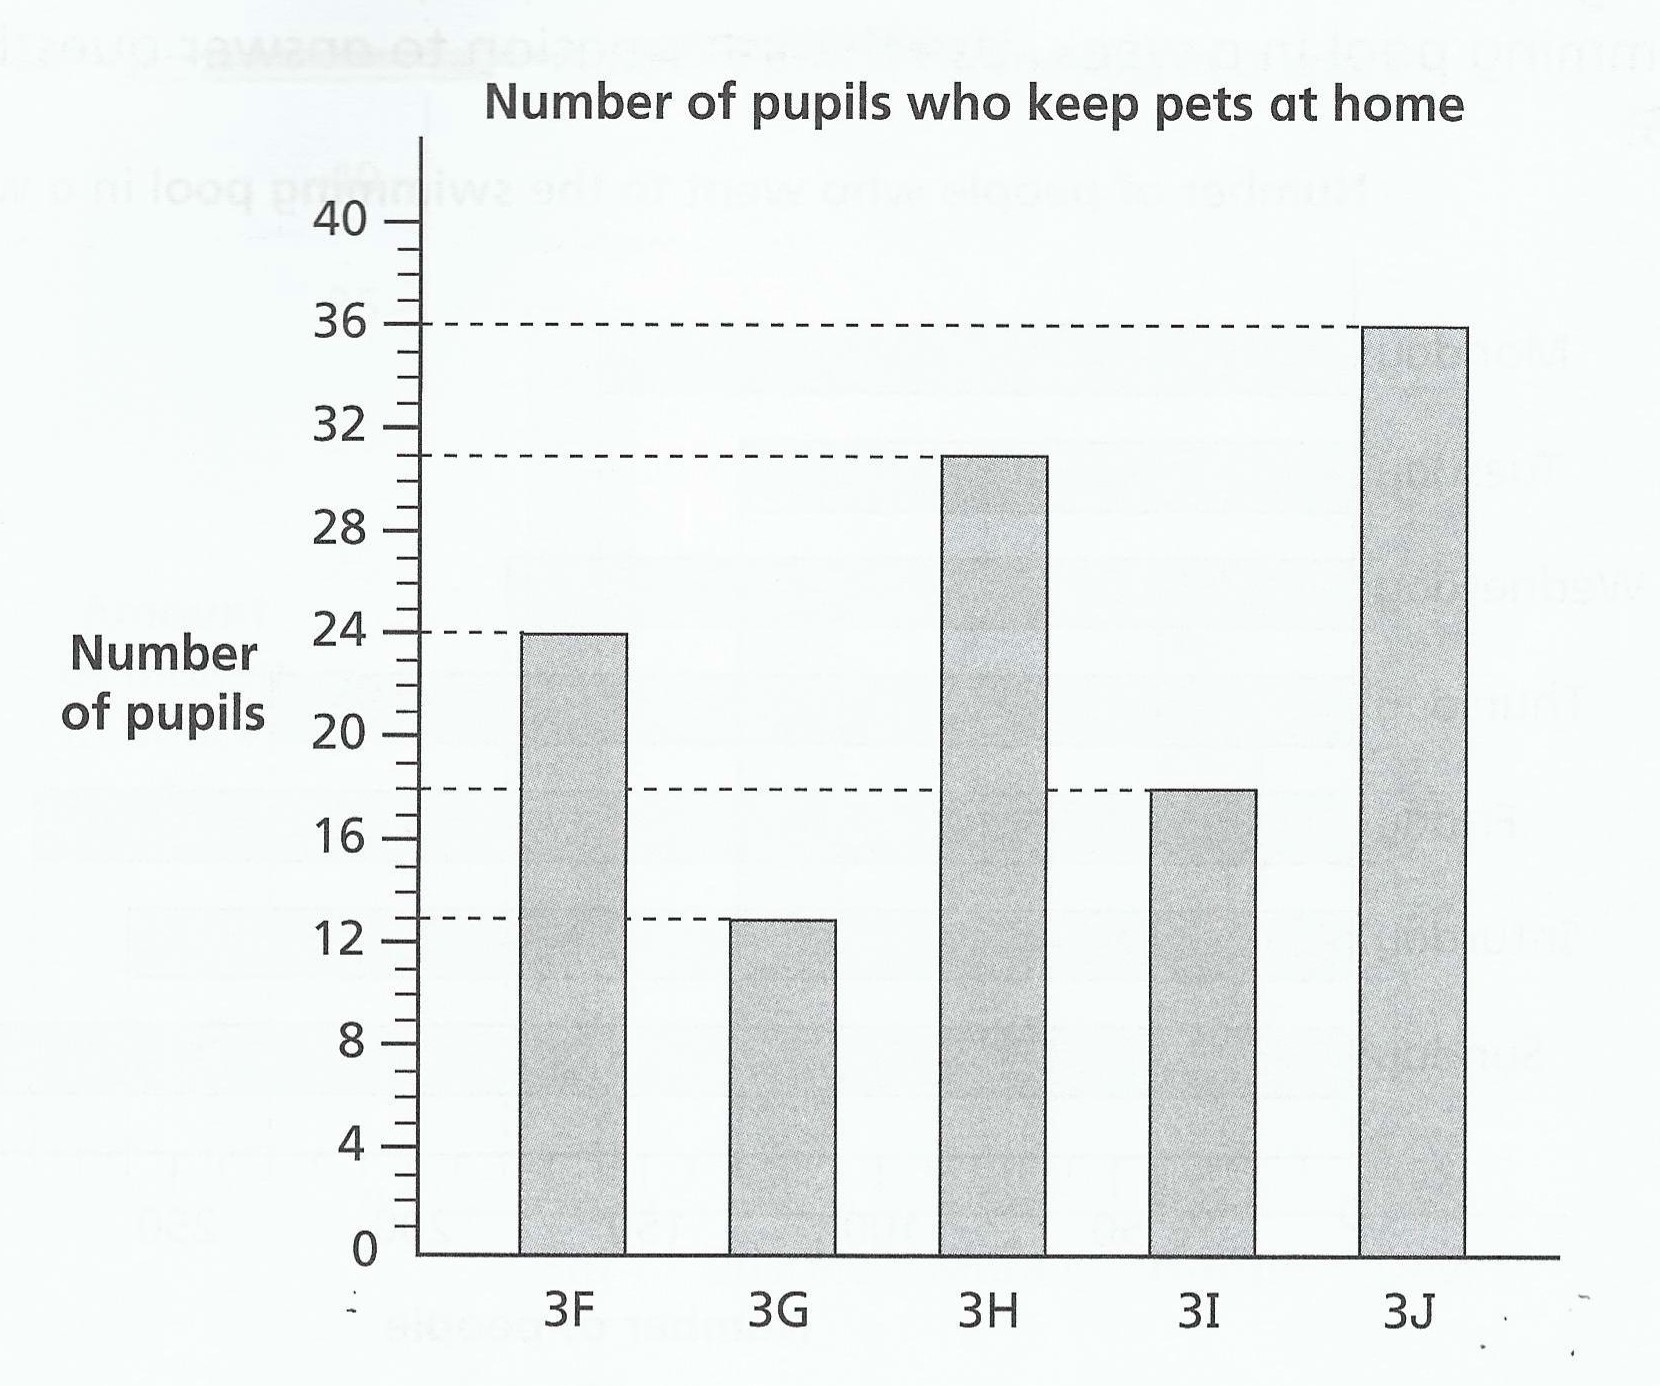 Number of pupils who keep pets at home
40
36
32
28
24
20
16
12
8
4
0
Number
of pupils
3F
3G
3H
3I
3J